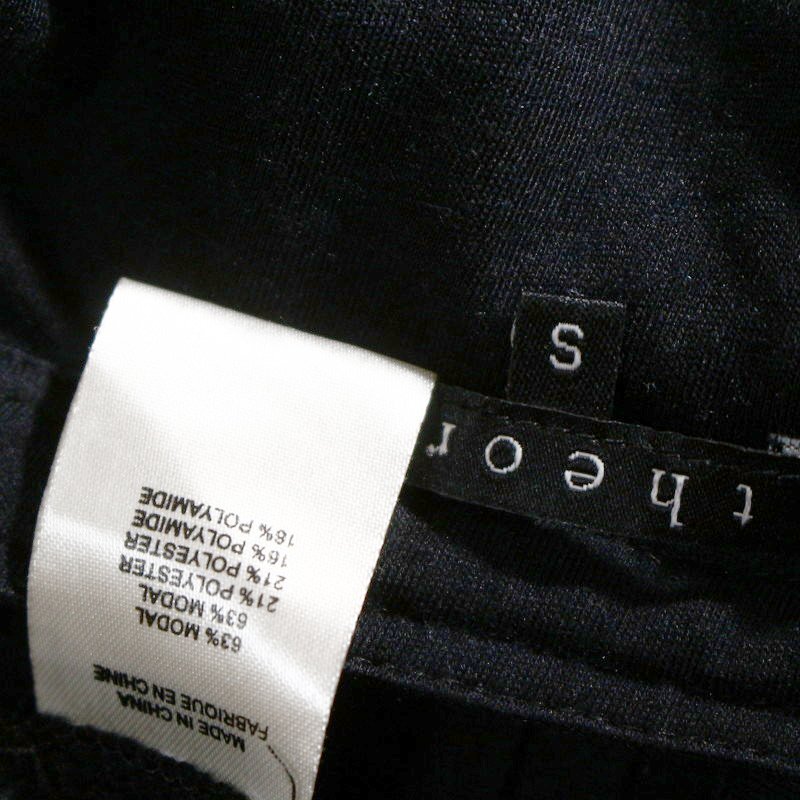 MADE IN CHINA
FABRIQUE EN CHINE
63% MODAL
63% MODAL
21% POLYESTER
21% POLYESTER
16% POLYAMIDE
16% POLYAMIDE
theor
S